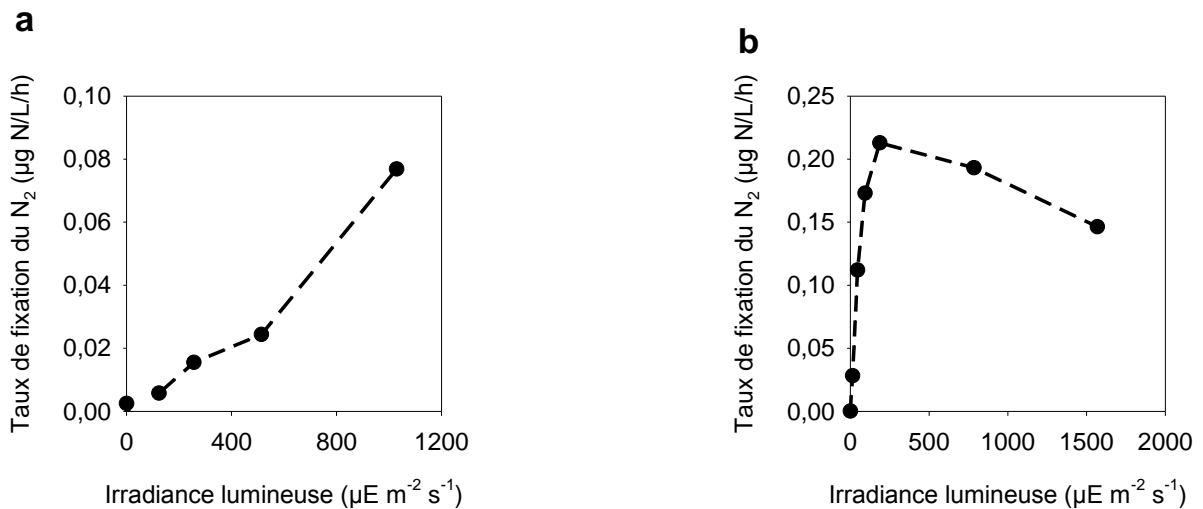 a
Taux de fixation du N2 (µg N/L/h)
0,10
0,08
0,06
0,04
0,02
0,00
0 400 800 1200
Irradiance lumineuse (µE m-2 s-1)
b
Taux de fixation du N2 (µg N/L/h)
0,25
0,20
0,15
0,10
0,05
0,00
0 500 1000 1500 2000
Irradiance lumineuse (µE m-2 s-1)